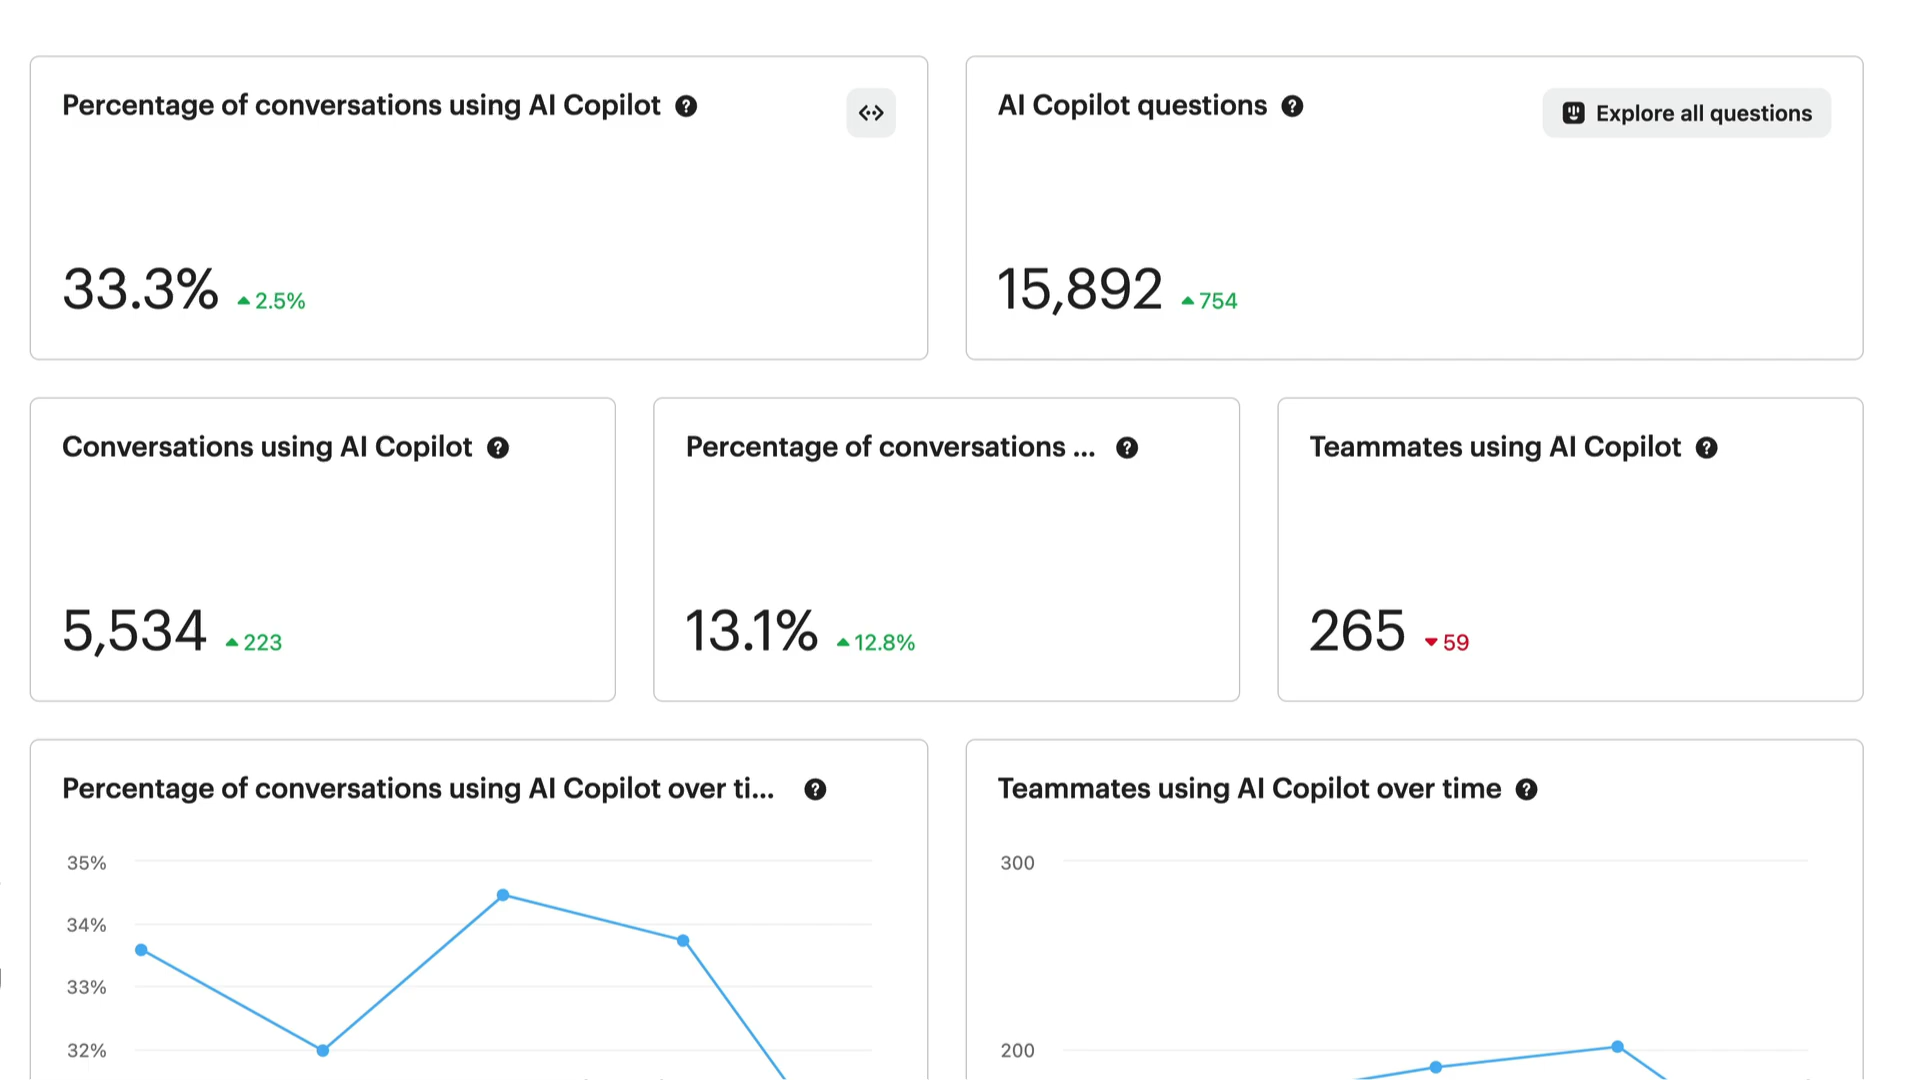 Percentage of conversations using AI Copilot
33.3% 2.5%
AI Copilot questions
Explore all questions
15,892 754
Conversations using AI Copilot
5,534 223
Percentage of conversations ...
13.1% 12.8%
Teammates using AI Copilot
265 59
Percentage of conversations using AI Copilot over ti...
35%
34%
33%
32%
Teammates using AI Copilot over time
300
200